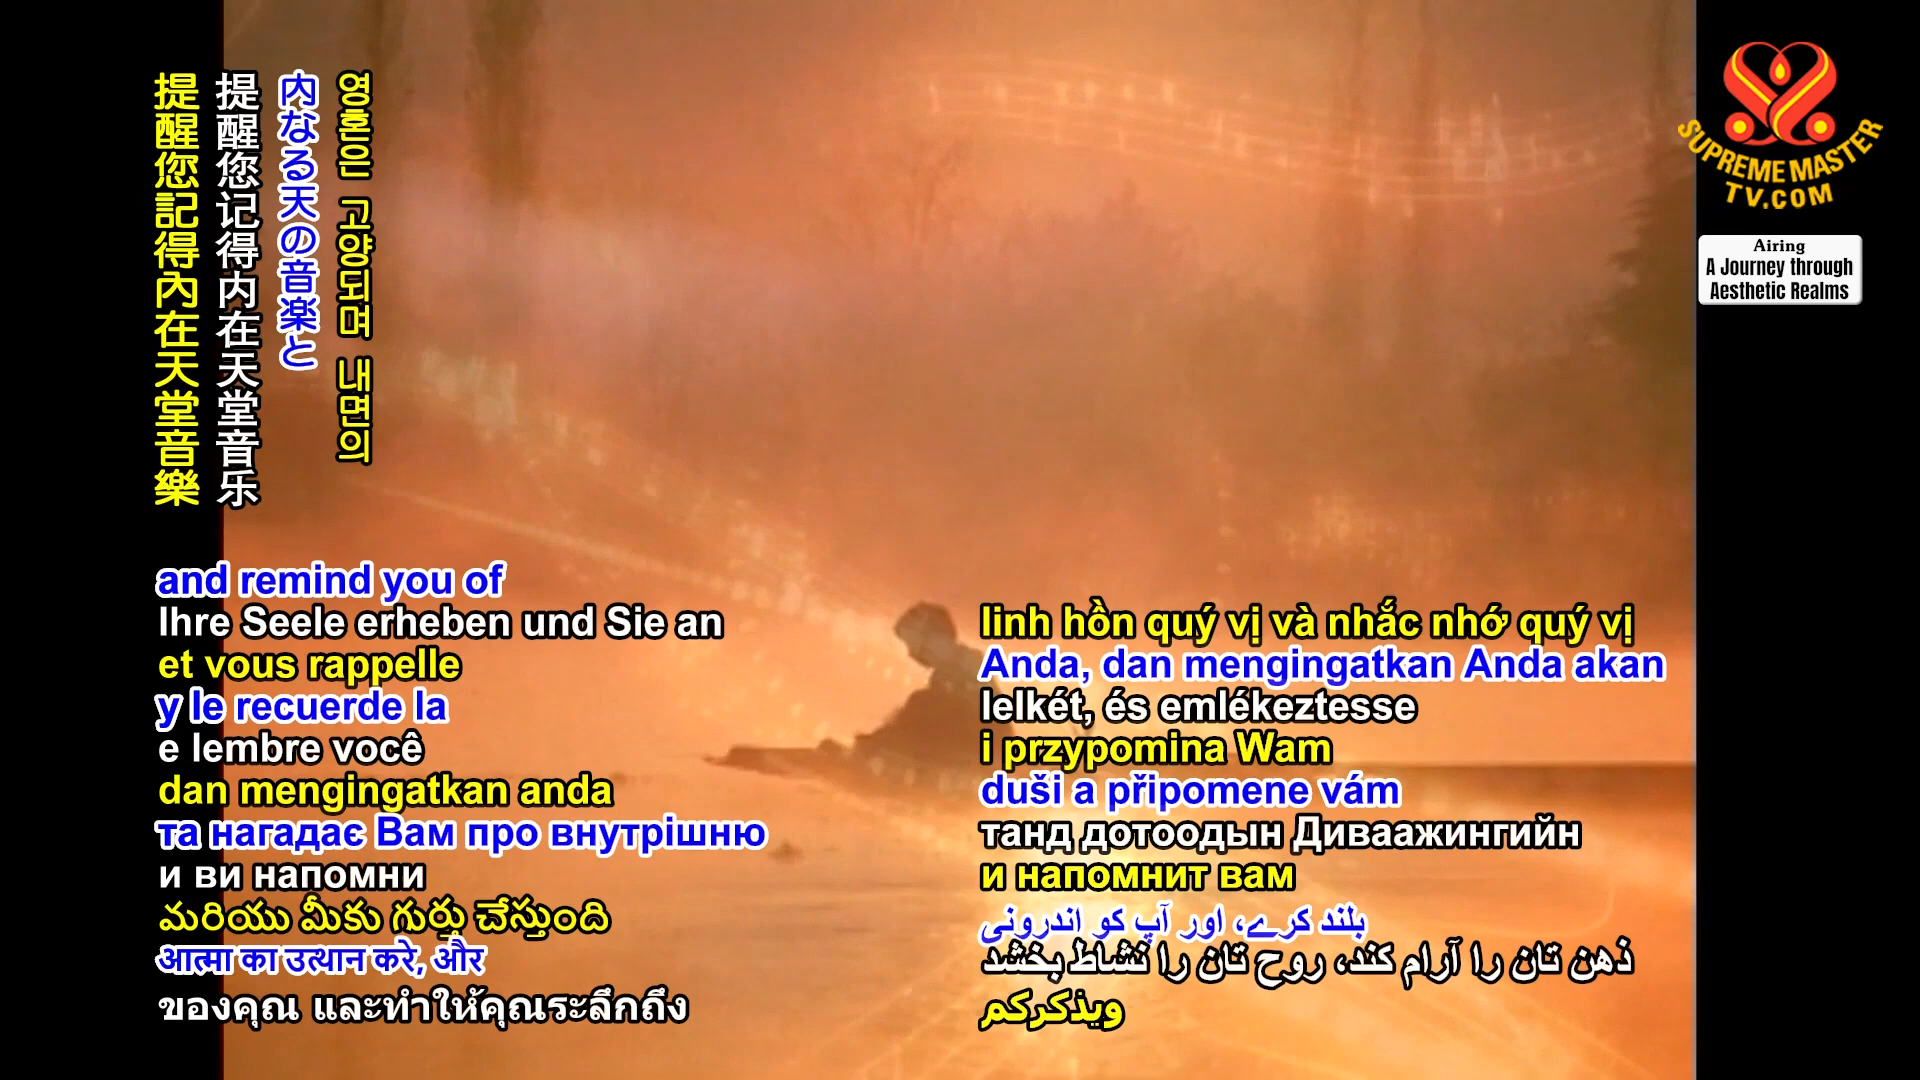 提醒您記得內在天堂音樂
提醒您记得内在天堂音乐
内なる天の音楽と
영혼은 고양되며 내면의
SUPREME MASTER
TV.COM
Airing
A Journey through
Aesthetic Realms
and remind you of
Ihre Seele erheben und Sie an
et vous rappelle
y le recuerde la
e lembre você
dan mengingatkan anda
та нагадає Вам про внутрішню
и ви напомни
మరియు మీకు గుర్తు చేస్తుంది
आत्मा का उत्थान करे, और
ของคุณ และทำให้คุณระลึกถึง
linh hồn quý vị và nhắc nhớ quý vị
Anda, dan mengingatkan Anda akan
lelkét, és emlékeztesse
i przypomina Wam
duši a připomene vám
танд дотоодын Диваажингийн
и напомнит вам
بلند کرے، اور آپ کو اندرونی
ذهن تان را آرام کند، روح تان را نشاط بخشد
ويذكركم